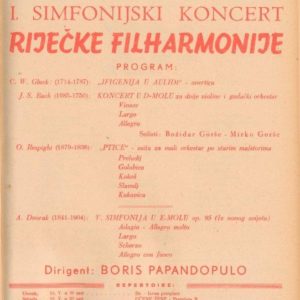 I. SIMFONIJSKI KONCERT
RIJEČKE FILHARMONIJE
PROGRAM:
C. W. Gluck: (1714-1787): „IFIGENIJA U AULIDI" - uvertira
J. S. Bach (1685-1750): KONCERT U D-MOLU za dvije violine i gudački orkestar
Vivace
Largo
Allegro
Solisti: Božidar Gorše - Mirko Gorše
O. Respighi (1879-1936): „PTICE" - suita za mali orkestar po starim majstorima
Preludij
Golubica
Kokoš
Slavulj
Kukavica
A. Dvorak (1841-1904): V. SIMFONIJA U E-MOLU op. 95 (Iz novog svijeta)
Adagio - Allegro molto
Largo
Scherzo
Allegro con fuoco
Dirigent: BORIS PAPANDOPULO
REPERTOIRE: